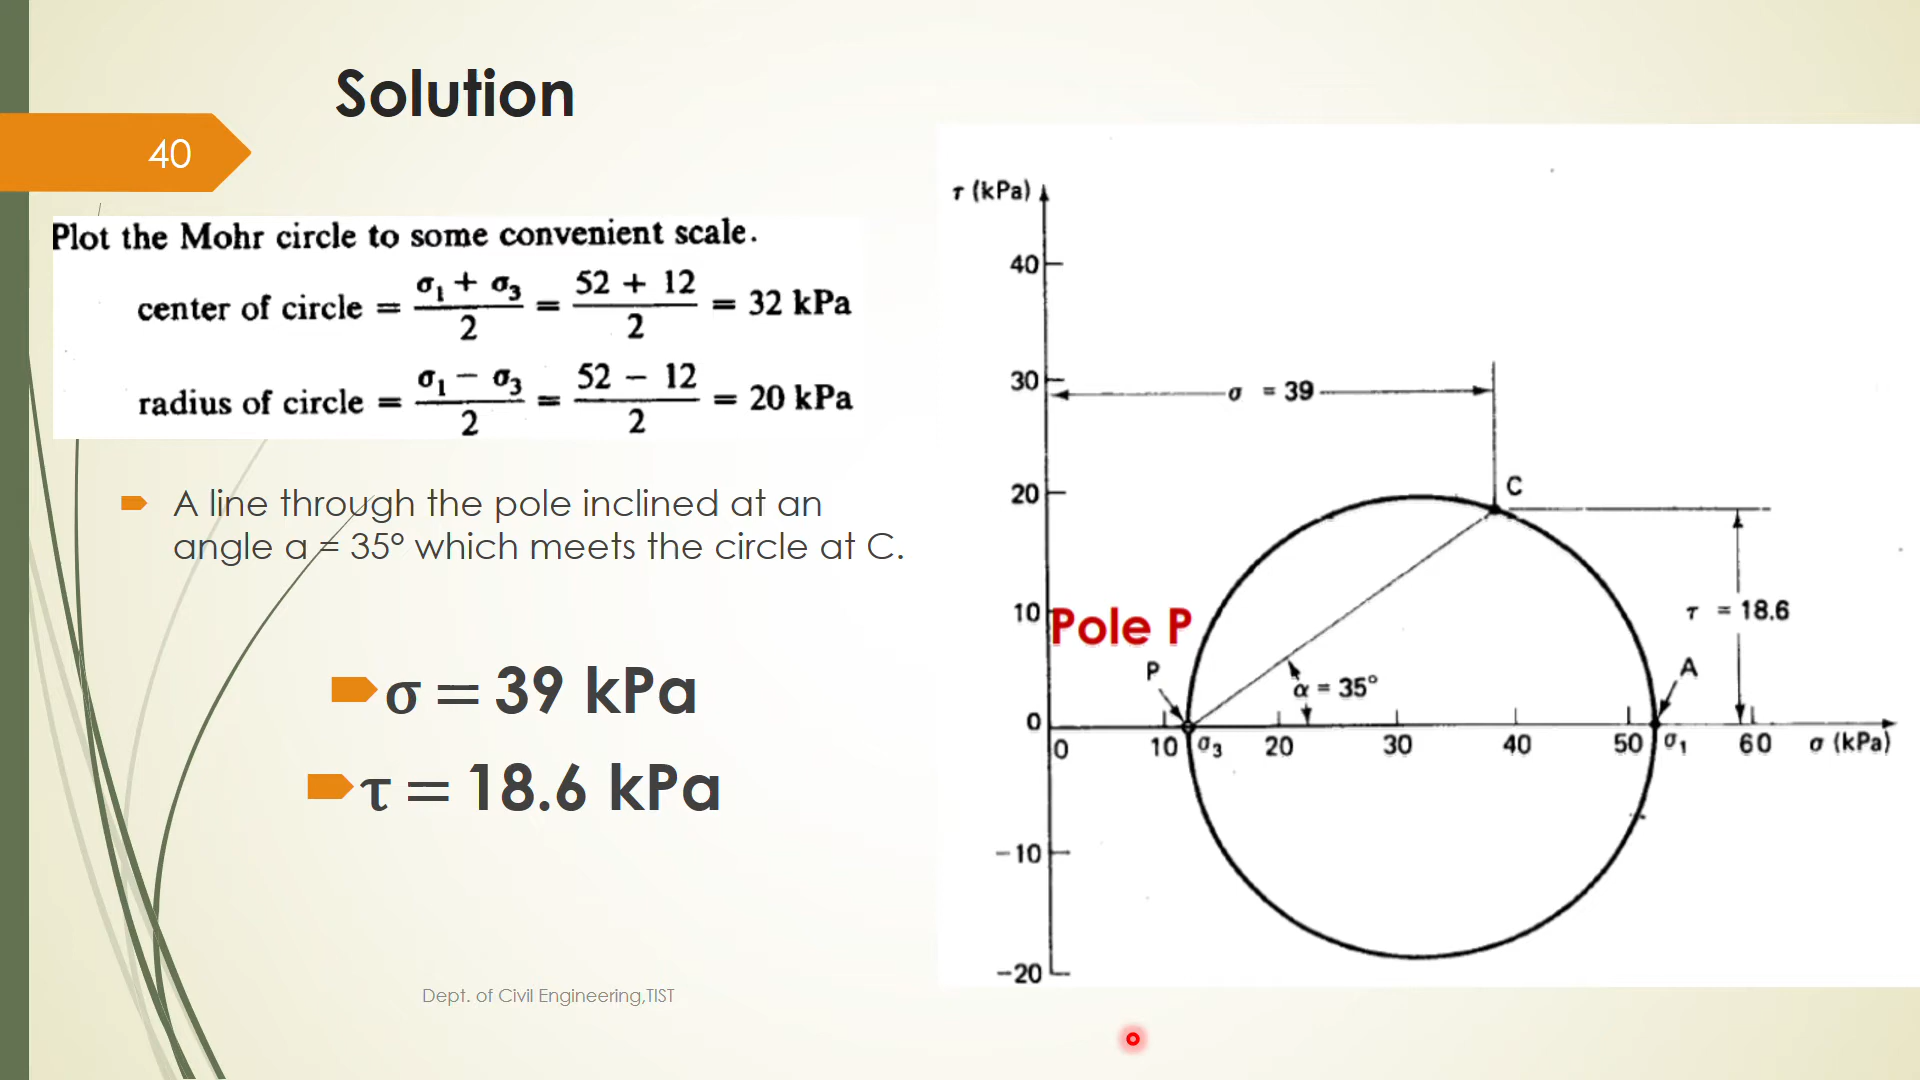 Solution
40
Plot the Mohr circle to some convenient scale.
center of circle = σ₁ + σ₃ / 2 = 52 + 12 / 2 = 32 kPa
radius of circle = σ₁ − σ₃ / 2 = 52 − 12 / 2 = 20 kPa
A line through the pole inclined at an
angle α = 35° which meets the circle at C.
σ = 39 kPa
τ = 18.6 kPa
Dept. of Civil Engineering,TIST
τ (kPa)
40
30
σ = 39
20
C
10
Pole P
τ = 18.6
P
A
α = 35°
0
0 10 σ₃ 20 30 40 50 σ₁ 60 σ (kPa)
−10
−20